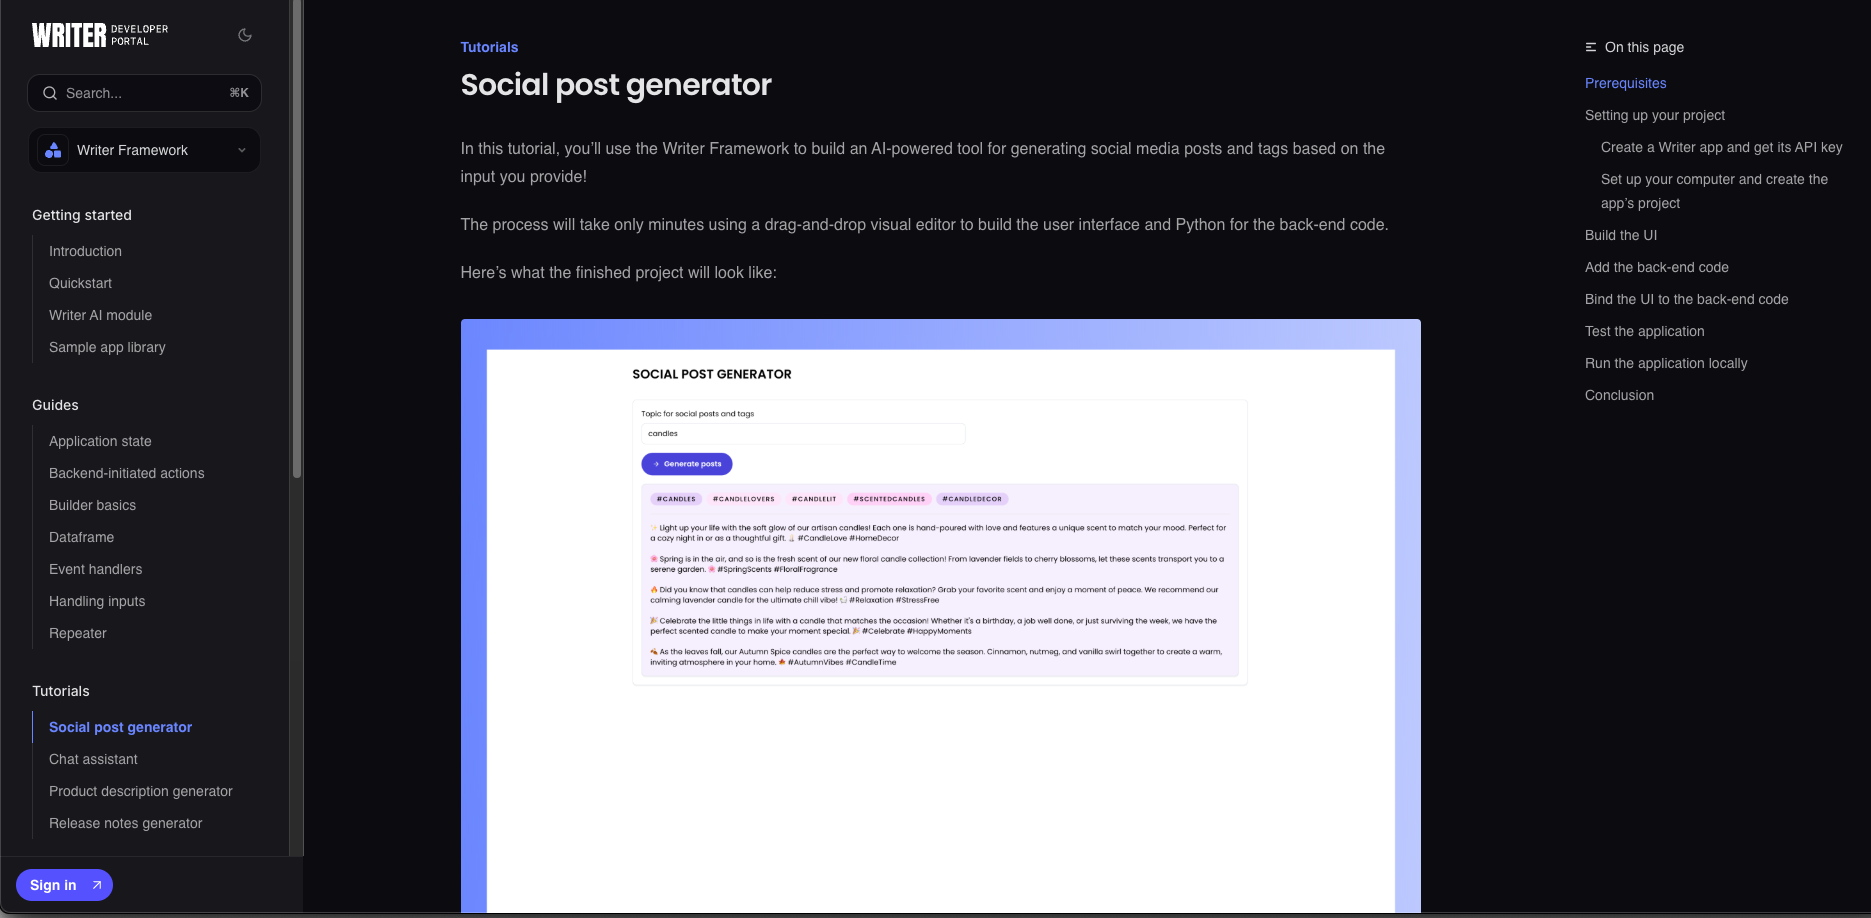 WRITER DEVELOPER PORTAL
Search...
⌘K
Writer Framework
Getting started
Introduction
Quickstart
Writer AI module
Sample app library
Guides
Application state
Backend-initiated actions
Builder basics
Dataframe
Event handlers
Handling inputs
Repeater
Tutorials
Social post generator
Chat assistant
Product description generator
Release notes generator
Sign in
Tutorials
Social post generator
In this tutorial, you’ll use the Writer Framework to build an AI-powered tool for generating social media posts and tags based on the
input you provide!
The process will take only minutes using a drag-and-drop visual editor to build the user interface and Python for the back-end code.
Here’s what the finished project will look like:
SOCIAL POST GENERATOR
Topic for social posts and tags
candles
Generate posts
#CANDLES #CANDLELOVERS #CANDLELIT #SCENTEDCANDLES #CANDLEDECOR
✨ Light up your life with the soft glow of our artisan candles! Each one is hand-poured with love and features a unique scent to match your mood. Perfect for
a cozy night in or as a thoughtful gift. 🕯️ #CandleLove #HomeDecor
🌸 Spring is in the air, and so is the fresh scent of our new floral candle collection! From lavender fields to cherry blossoms, let these scents transport you to a
serene garden. 🌸 #SpringScents #FloralFragrance
🔥 Did you know that candles can help reduce stress and promote relaxation? Grab your favorite scent and enjoy a moment of peace. We recommend our
calming lavender candle for the ultimate chill vibe! #Relaxation #StressFree
🎉 Celebrate the little things in life with a candle that matches the occasion! Whether it's a birthday, a job well done, or just surviving the week, we have the
perfect scented candle to make your moment special. 🎉 #Celebrate #HappyMoments
🍂 As the leaves fall, our Autumn Spice candles are the perfect way to welcome the season. Cinnamon, nutmeg, and vanilla swirl together to create a warm,
inviting atmosphere in your home. 🍁 #AutumnVibes #CandleTime
On this page
Prerequisites
Setting up your project
Create a Writer app and get its API key
Set up your computer and create the
app’s project
Build the UI
Add the back-end code
Bind the UI to the back-end code
Test the application
Run the application locally
Conclusion